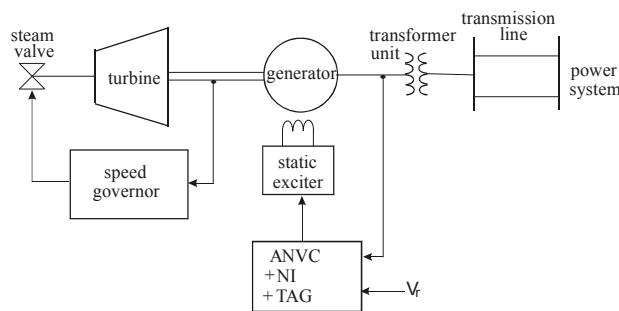 steam
valve
turbine
generator
transformer
unit
transmission
line
power
system
speed
governor
static
exciter
ANVC
+NI
+TAG
Vr